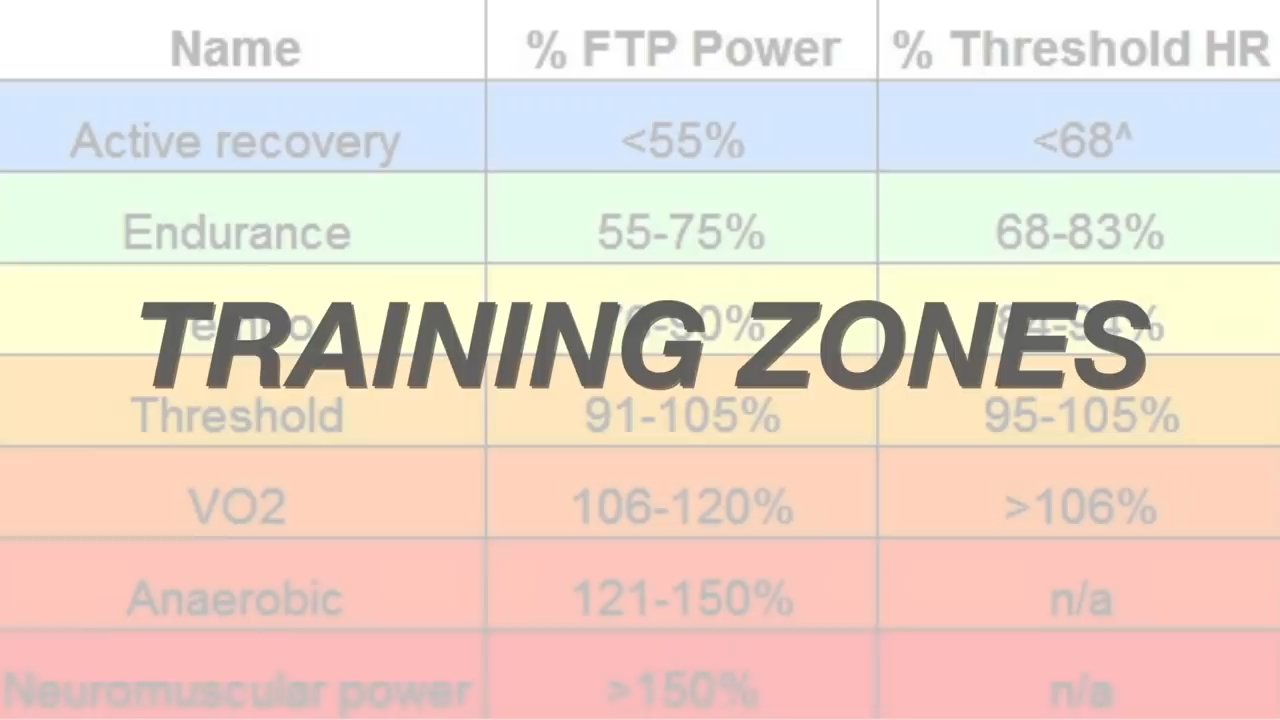 Name % FTP Power % Threshold HR
Active recovery <55% <68^
Endurance 55-75% 68-83%
TRAINING ZONES
Threshold 91-105% 95-105%
VO2 106-120% >106%
Anaerobic 121-150% n/a
Neuromuscular power >150% n/a